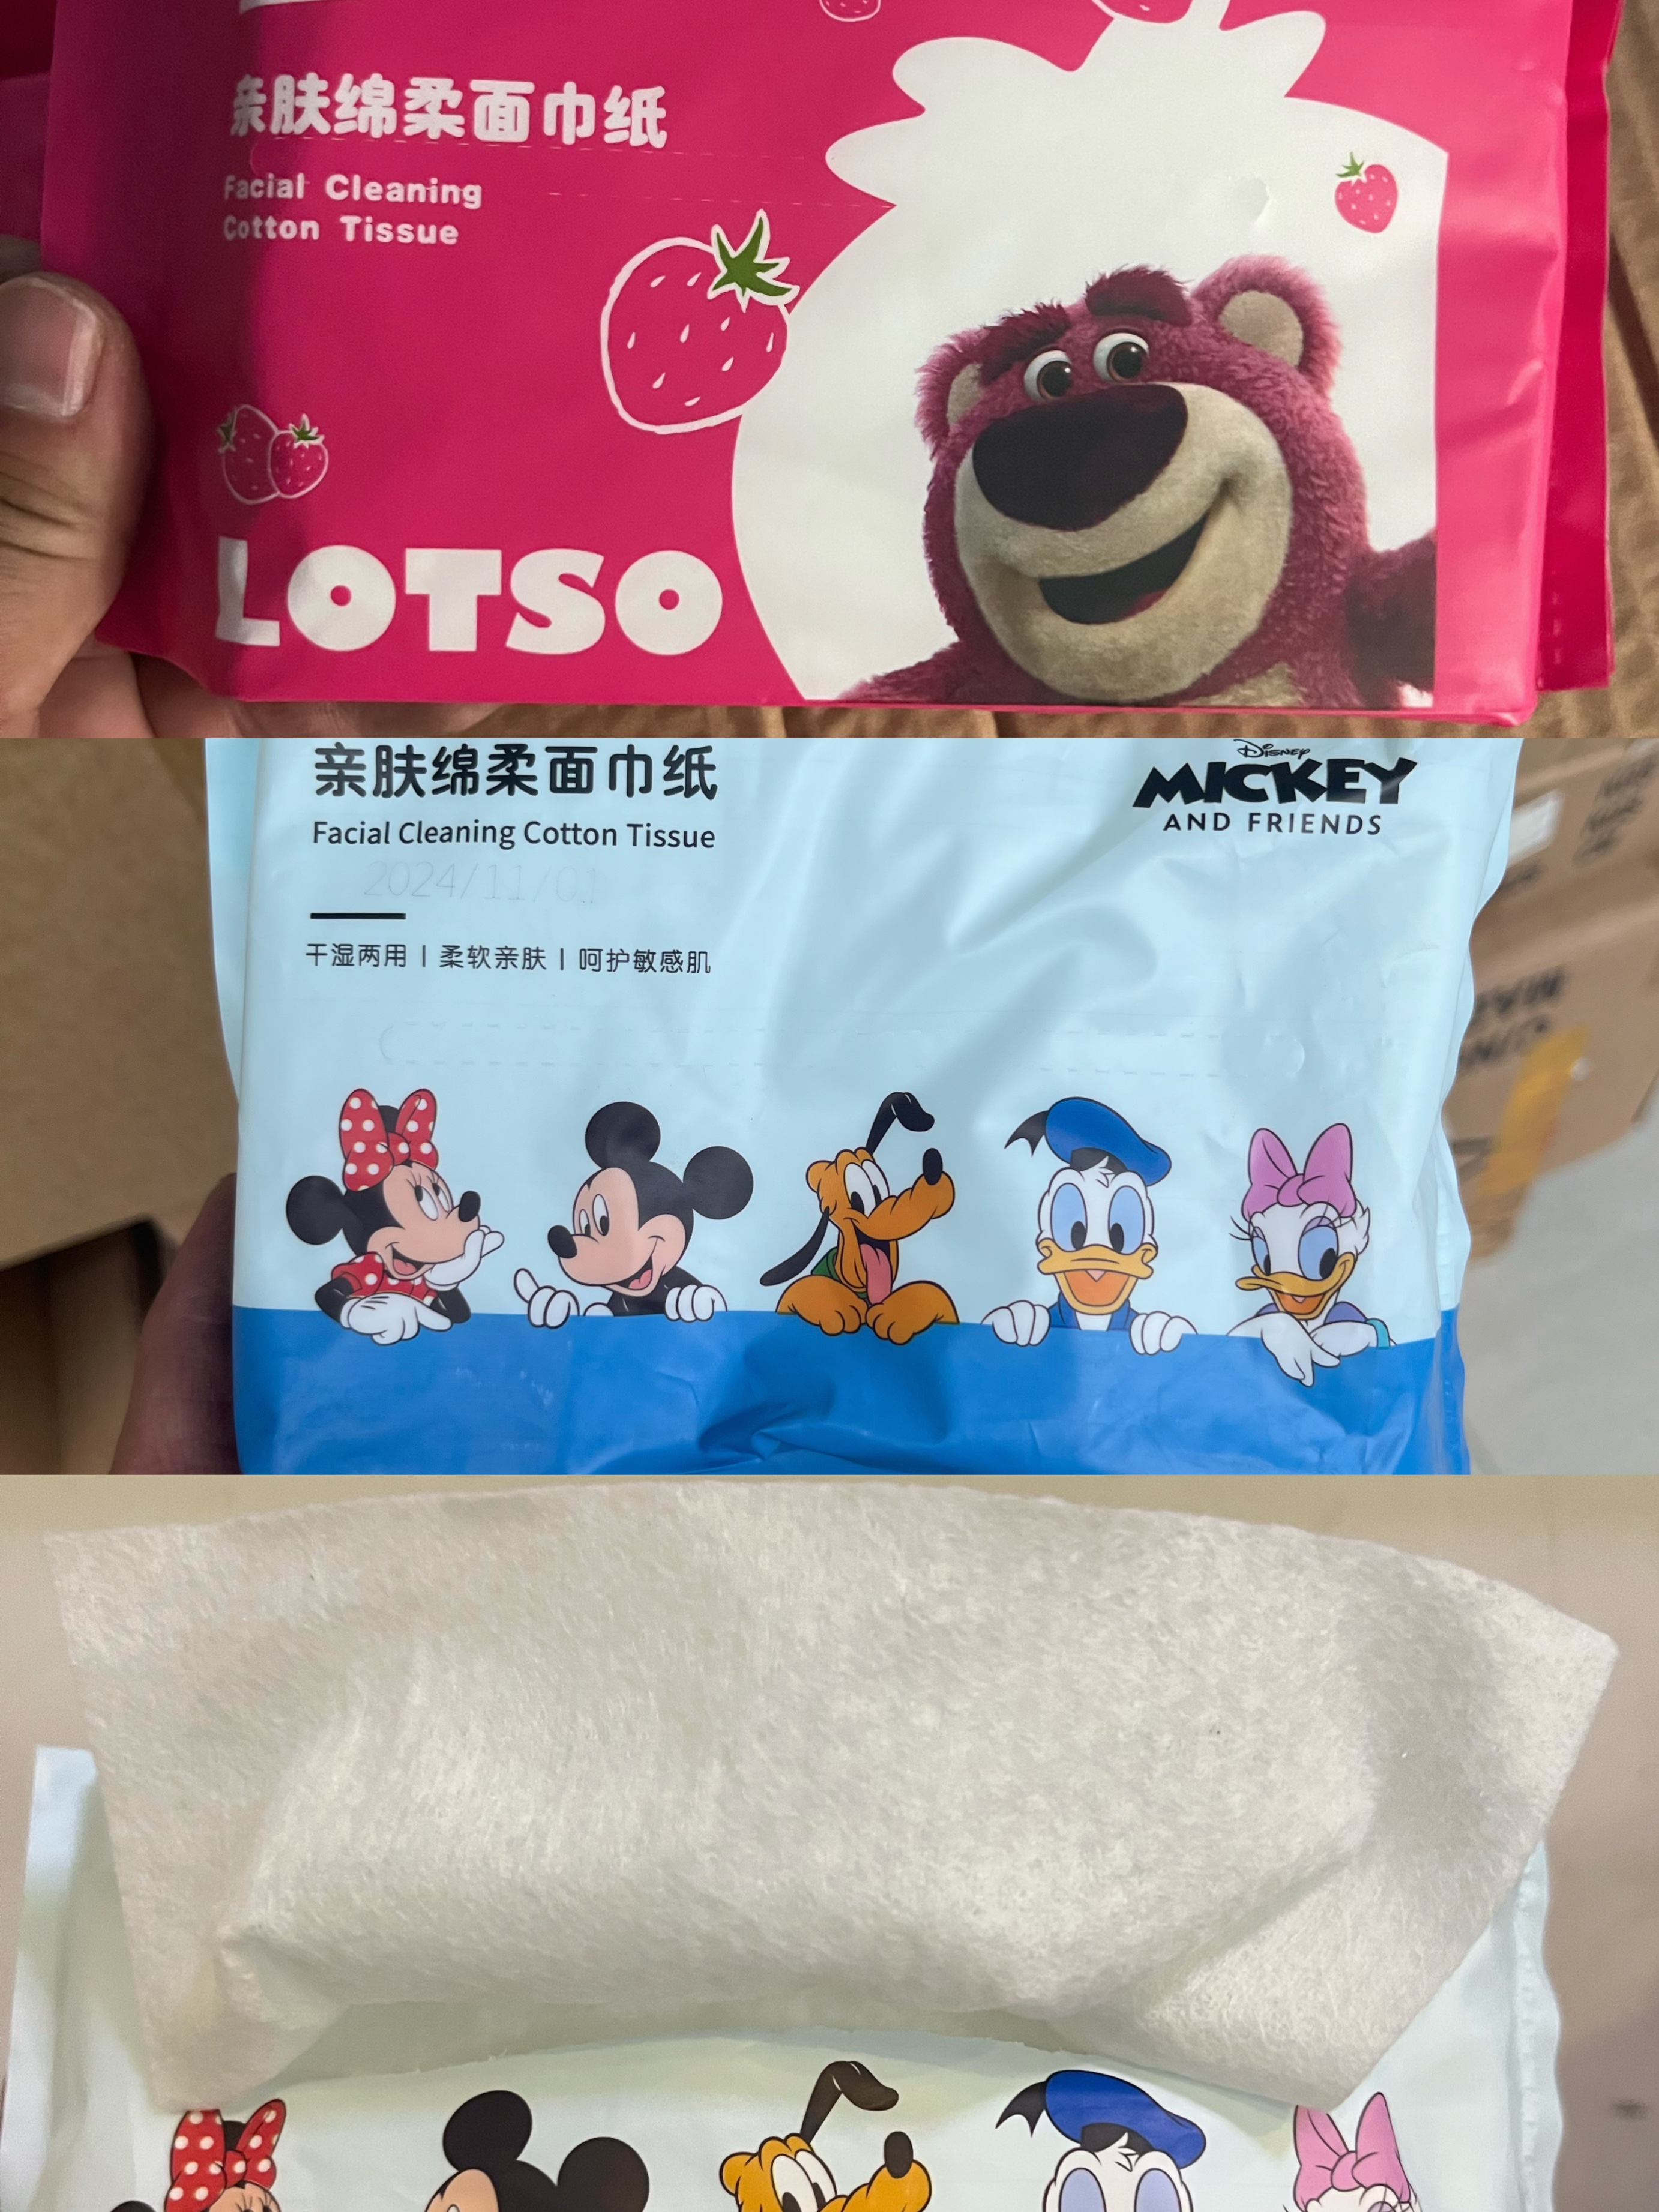 亲肤绵柔面巾纸
Facial Cleaning
Cotton Tissue
LOTSO
亲肤绵柔面巾纸
Facial Cleaning Cotton Tissue
2024/11/01
干湿两用 | 柔软亲肤 | 呵护敏感肌
Disney
MICKEY
AND FRIENDS